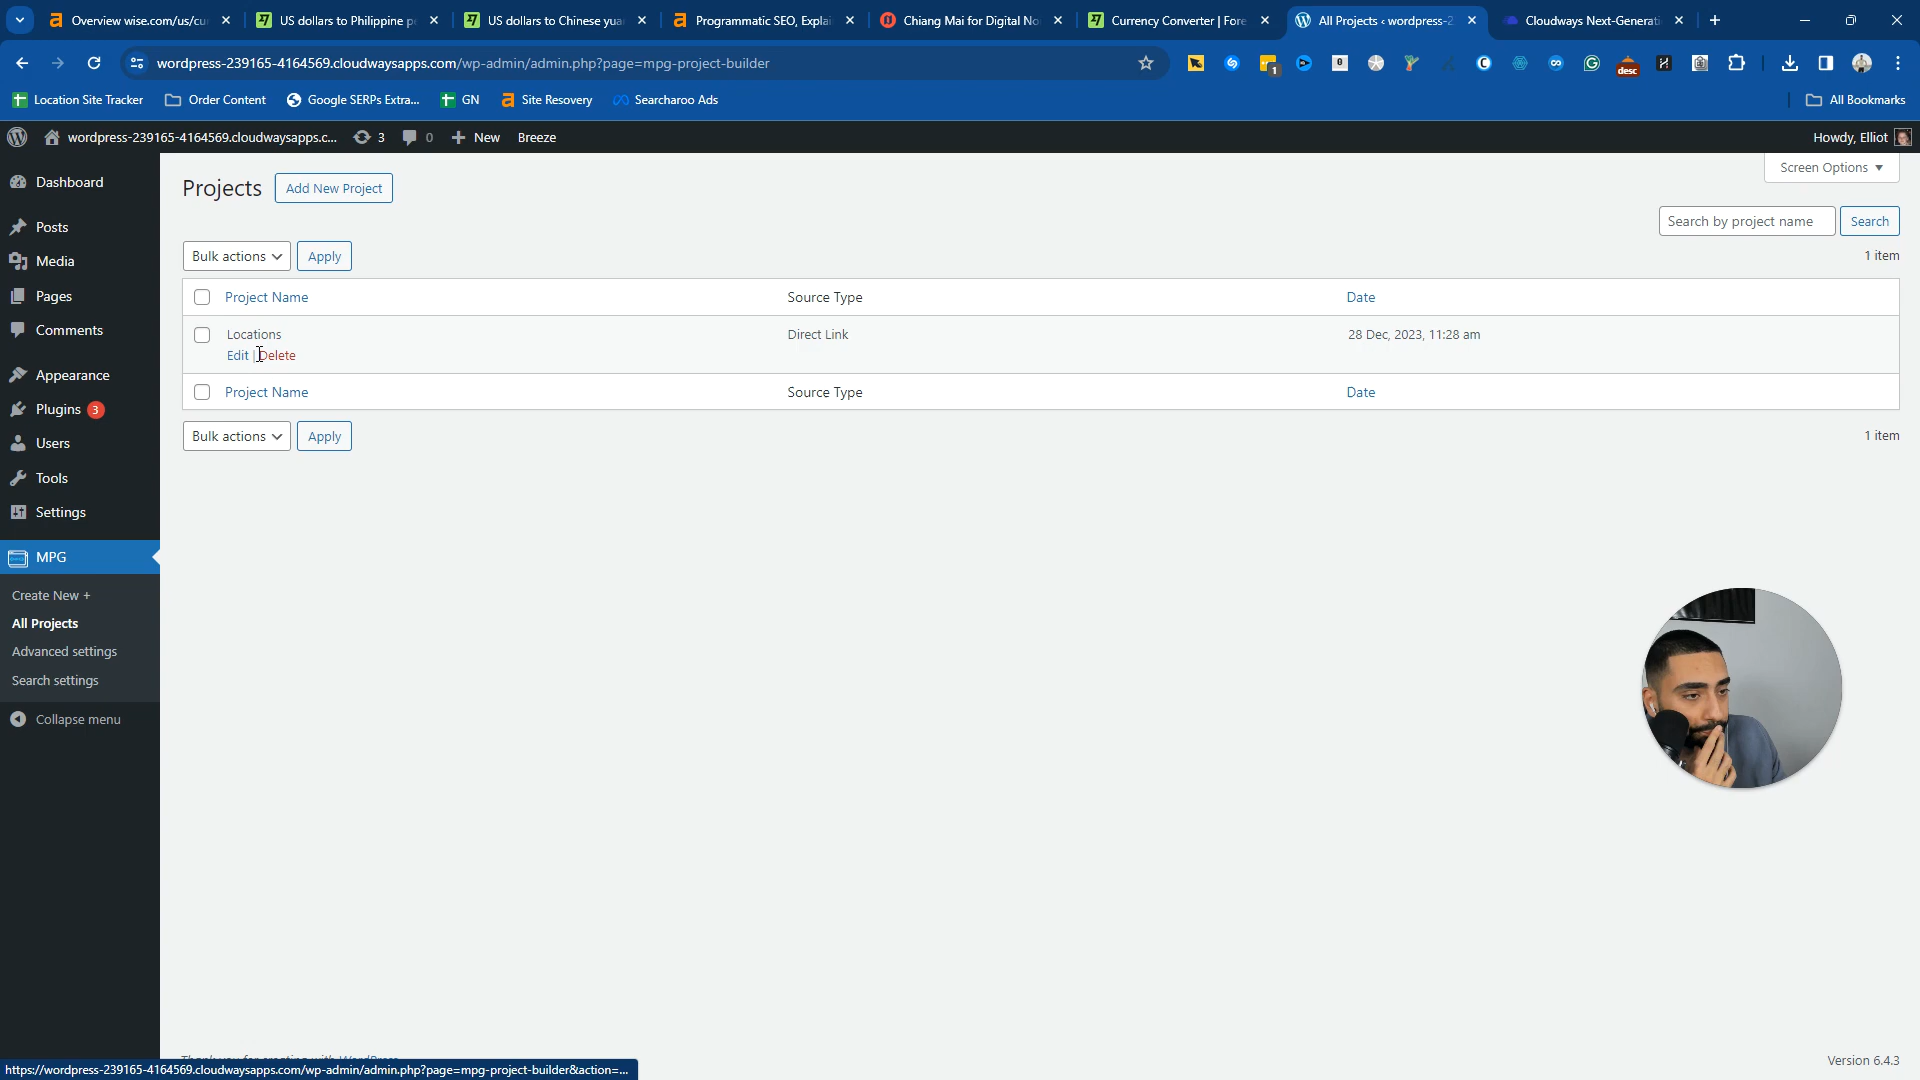 Overview wise.com/us/cu
US dollars to Philippine p
US dollars to Chinese yua
Programmatic SEO, Explai
Chiang Mai for Digital No
Currency Converter | Fore
All Projects ‹ wordpress-2
Cloudways Next-Generati
wordpress-239165-4164569.cloudwaysapps.com/wp-admin/admin.php?page=mpg-project-builder
Location Site Tracker
Order Content
Google SERPs Extra...
GN
Site Recovery
Searcharoo Ads
All Bookmarks
wordpress-239165-4164569.cloudwaysapps.c...
3
0
New
Breeze
Howdy, Elliot
Dashboard
Posts
Media
Pages
Comments
Appearance
Plugins 3
Users
Tools
Settings
MPG
Create New +
All Projects
Advanced settings
Search settings
Collapse menu
Projects
Add New Project
Screen Options
Search by project name
Search
Bulk actions
Apply
1 item
Project Name
Source Type
Date
Locations
Direct Link
28 Dec, 2023, 11:28 am
Edit | Delete
Project Name
Source Type
Date
Bulk actions
Apply
1 item
Thank you for creating with WordPress
Version 6.4.3
https://wordpress-239165-4164569.cloudwaysapps.com/wp-admin/admin.php?page=mpg-project-builder&action=...
desc
1